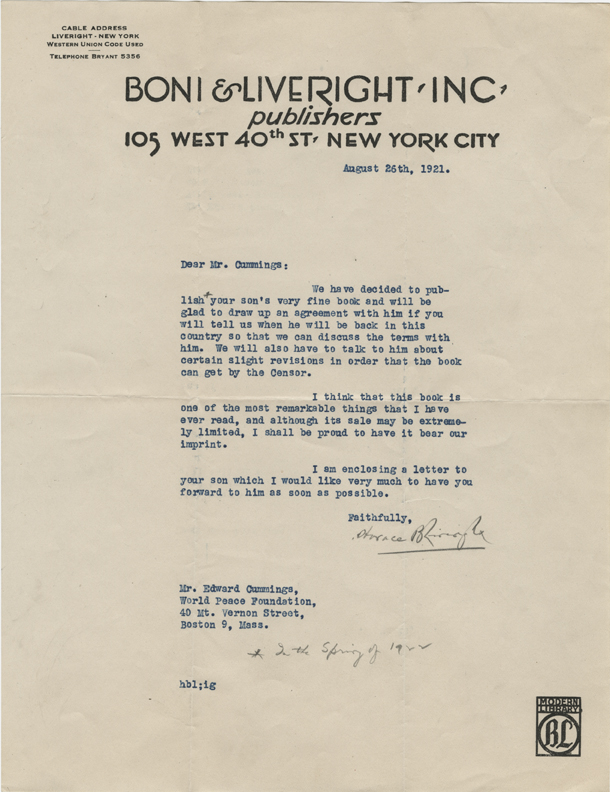 CABLE ADDRESS
LIVERIGHT - NEW YORK
WESTERN UNION CODE USED
TELEPHONE BRYANT 5356
BONI & LIVERIGHT, INC,
publishers
105 WEST 40th ST, NEW YORK CITY
August 26th, 1921.
Dear Mr. Cummings:
We have decided to pub-
lish* your son's very fine book and will be
glad to draw up an agreement with him if you
will tell us when he will be back in this
country so that we can discuss the terms with
him. We will also have to talk to him about
certain slight revisions in order that the book
can get by the Censor.
I think that this book is
one of the most remarkable things that I have
ever read, and although its sale may be extreme-
ly limited, I shall be proud to have it bear our
imprint.
I am enclosing a letter to
your son which I would like very much to have you
forward to him as soon as possible.
Faithfully,
Horace B Liveright
Mr. Edward Cummings,
World Peace Foundation,
40 Mt. Vernon Street,
Boston 9, Mass.
* In the Spring of 1922
hbl;ig
MODERN
LIBRARY
BL